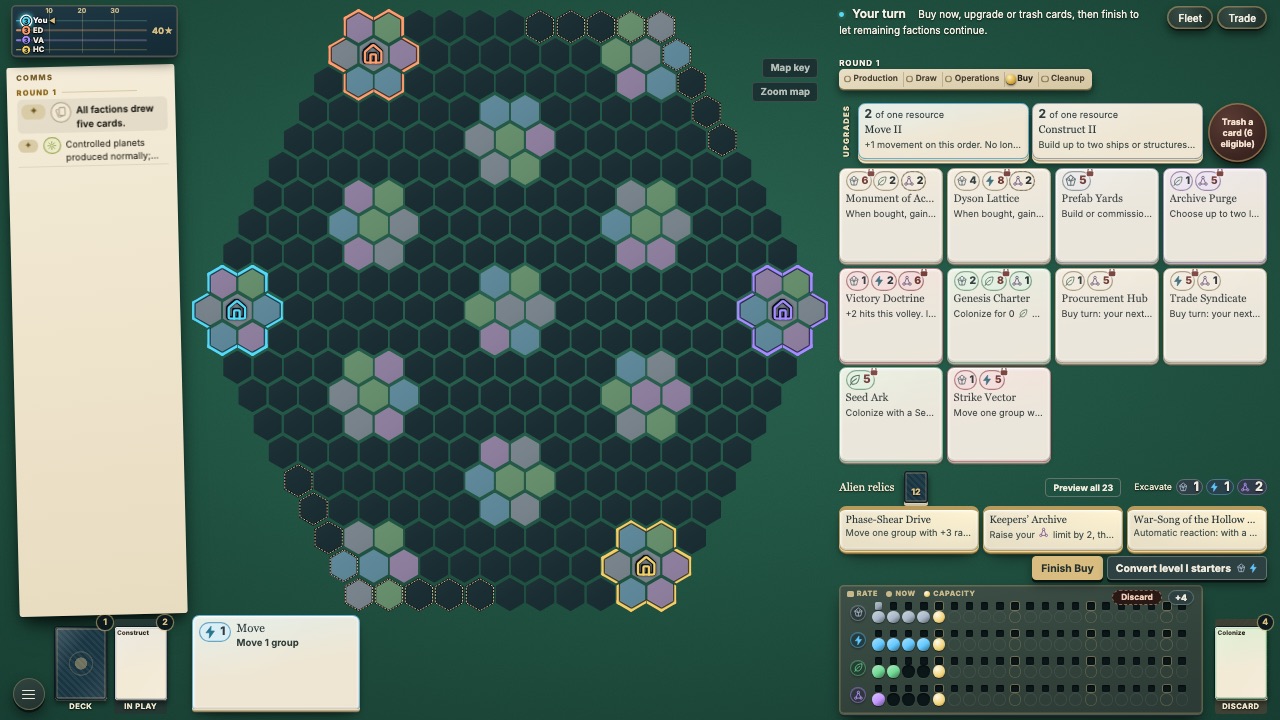 10 20 30
3 You
3 ED
3 VA
3 HC
40★
COMMS
ROUND 1
All factions drew
five cards.
Controlled planets
produced normally;...
Map key
Zoom map
Your turn Buy now, upgrade or trash cards, then finish to
let remaining factions continue.
Fleet
Trade
ROUND 1
Production
Draw
Operations
Buy
Cleanup
UPGRADES
2 of one resource
Move II
+1 movement on this order. No lon...
2 of one resource
Construct II
Build up to two ships or structures...
Trash a
card (6
eligible)
6 2 2
Monument of Ac...
When bought, gain...
4 8 2
Dyson Lattice
When bought, gain...
5
Prefab Yards
Build or commissio...
1 5
Archive Purge
Choose up to two l...
1 2 6
Victory Doctrine
+2 hits this volley. I...
2 8 1
Genesis Charter
Colonize for 0 ...
1 5
Procurement Hub
Buy turn: your next...
5 1
Trade Syndicate
Buy turn: your next...
5
Seed Ark
Colonize with a Se...
1 5
Strike Vector
Move one group w...
Alien relics
12
Preview all 23
Excavate 1 1 2
Phase-Shear Drive
Move one group with +3 ra...
Keepers' Archive
Raise your limit by 2, th...
War-Song of the Hollow ...
Automatic reaction: with a ...
Finish Buy
Convert level I starters
RATE NOW CAPACITY
Discard
+4
1
DECK
2
Construct
IN PLAY
1
Move
Move 1 group
4
Colonize
DISCARD